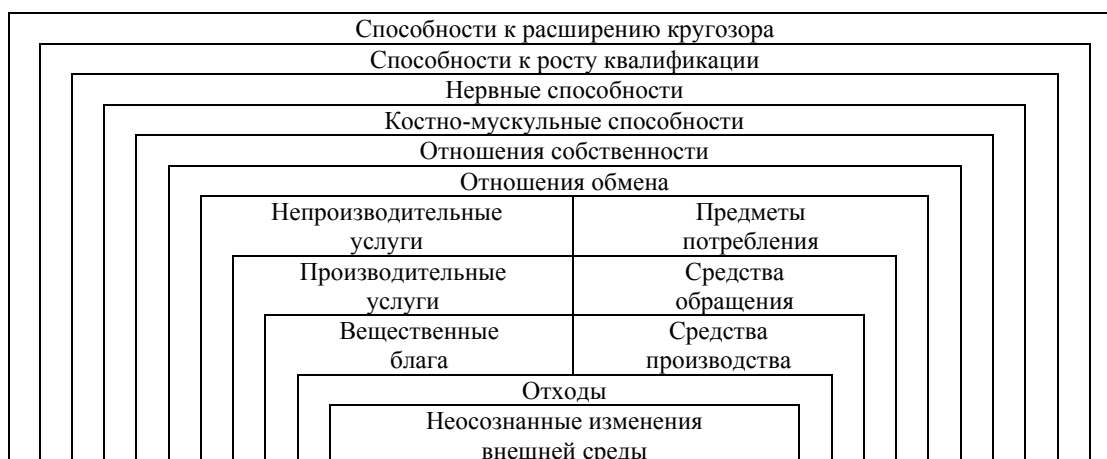 Способности к расширению кругозора
Способности к росту квалификации
Нервные способности
Костно-мускульные способности
Отношения собственности
Отношения обмена
Непроизводительные
услуги
Предметы
потребления
Производительные
услуги
Средства
обращения
Вещественные
блага
Средства
производства
Отходы
Неосознанные изменения
внешней среды